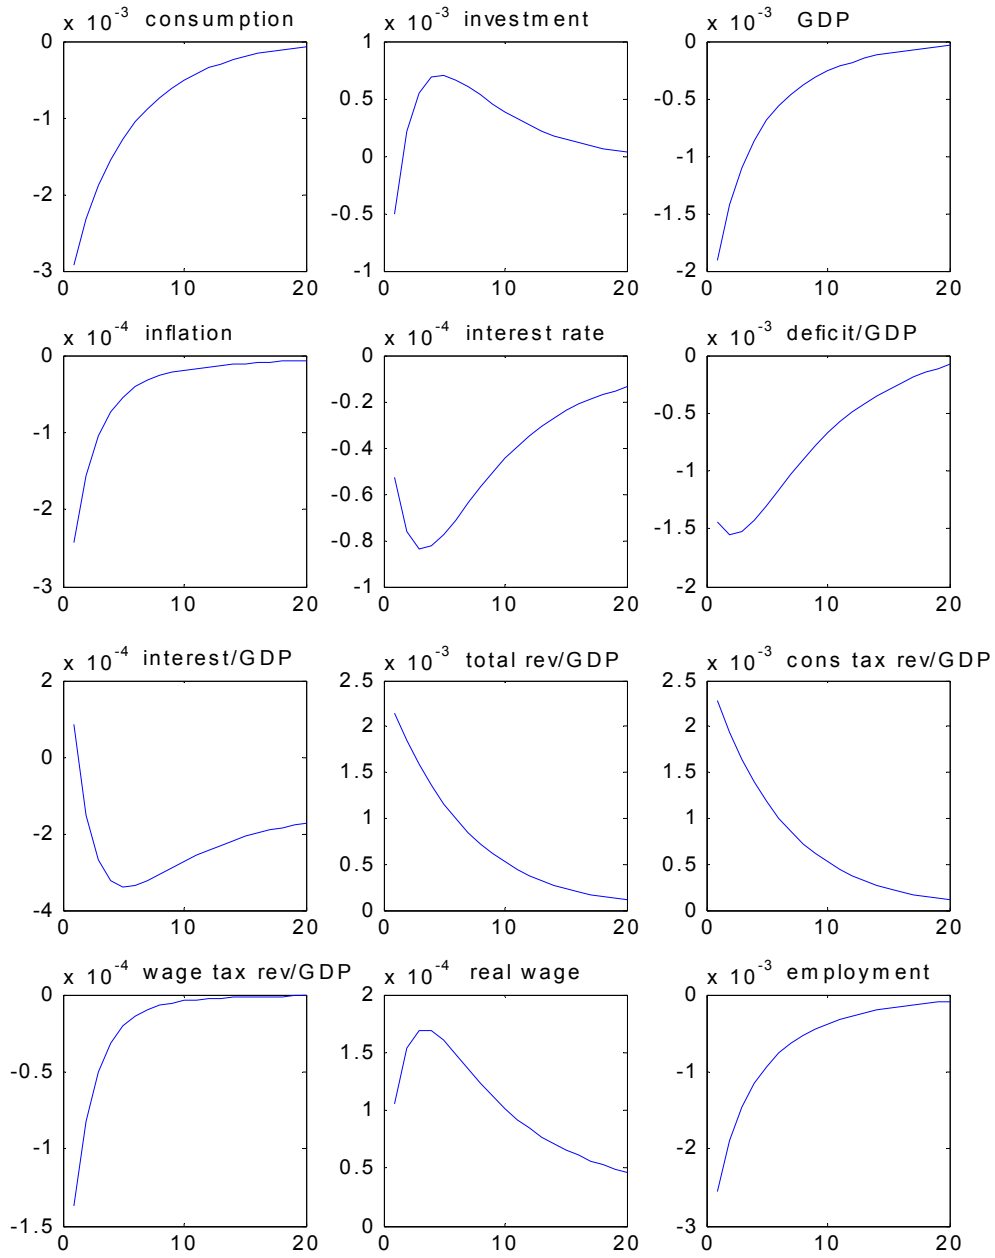 x 10-3 consumption
x 10-3 investment
x 10-3 GDP
0
-1
-2
-3
0 10 20
1
0.5
0
-0.5
-1
0 10 20
0
-0.5
-1
-1.5
-2
0 10 20
x 10-4 inflation
x 10-4 interest rate
x 10-3 deficit/GDP
0
-1
-2
-3
0 10 20
0
-0.2
-0.4
-0.6
-0.8
-1
0 10 20
0
-0.5
-1
-1.5
-2
0 10 20
x 10-4 interest/GDP
x 10-3 total rev/GDP
x 10-3 cons tax rev/GDP
2
0
-2
-4
0 10 20
2.5
2
1.5
1
0.5
0
0 10 20
2.5
2
1.5
1
0.5
0
0 10 20
x 10-4 wage tax rev/GDP
x 10-4 real wage
x 10-3 employment
0
-0.5
-1
-1.5
0 10 20
2
1.5
1
0.5
0
0 10 20
0
-1
-2
-3
0 10 20